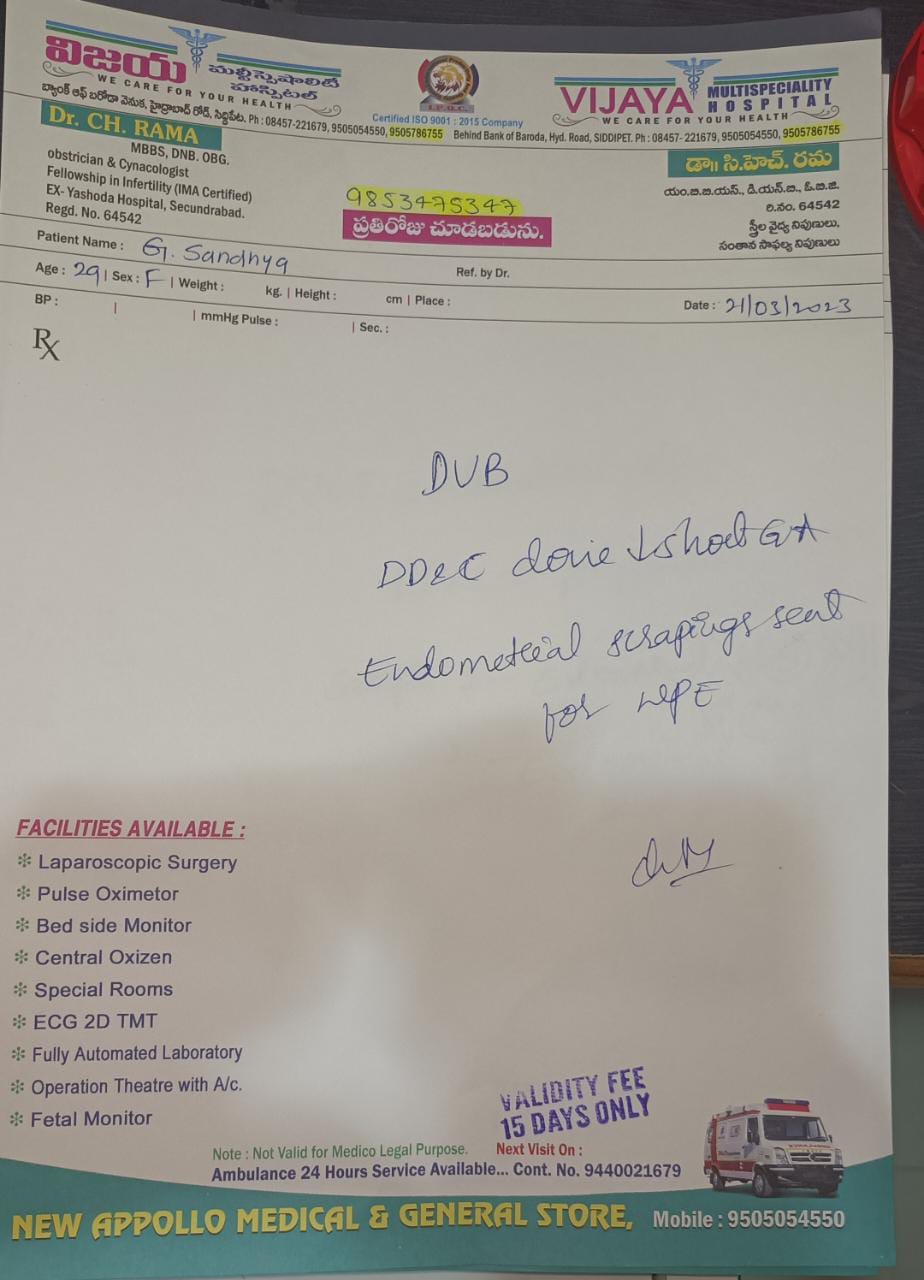 విజయ మల్టీస్పెషాలిటీ హాస్పిటల్
WE CARE FOR YOUR HEALTH
బ్యాంక్ ఆఫ్ బరోడా వెనుక, హైద్రాబాద్ రోడ్, సిద్దిపేట. Ph : 08457-221679, 9505054550, 9505786755
I.P.Q.C.
Certified ISO 9001 : 2015 Company
VIJAYA MULTISPECIALITY HOSPITAL
WE CARE FOR YOUR HEALTH
Behind Bank of Baroda, Hyd. Road, SIDDIPET. Ph : 08457- 221679, 9505054550, 9505786755
Dr. CH. RAMA
MBBS, DNB. OBG.
obstrician & Cynacologist
Fellowship in Infertility (IMA Certified)
EX- Yashoda Hospital, Secundrabad.
Regd. No. 64542
9853475347
ప్రతిరోజు చూడబడును.
డా॥ సి.హెచ్. రమ
యం.బి.బి.యస్., డి.యన్.బి., ఓ.బి.జి.
రి.నం. 64542
స్త్రీల వైద్య నిపుణులు,
సంతాన సాఫల్య నిపుణులు
Patient Name : G. Sandhya
Ref. by Dr.
Age : 29 | Sex : F | Weight : kg. | Height : cm | Place :
Date : 21/03/2023
BP : | | mmHg Pulse : | Sec. :
Rx
DUB
DD&C done ↓ short GA
Endometrial scrapings sent
for HPE
FACILITIES AVAILABLE :
❇ Laparoscopic Surgery
❇ Pulse Oximetor
❇ Bed side Monitor
❇ Central Oxizen
❇ Special Rooms
❇ ECG 2D TMT
❇ Fully Automated Laboratory
❇ Operation Theatre with A/c.
❇ Fetal Monitor
VALIDITY FEE
15 DAYS ONLY
Note : Not Valid for Medico Legal Purpose. Next Visit On :
Ambulance 24 Hours Service Available... Cont. No. 9440021679
NEW APPOLLO MEDICAL & GENERAL STORE, Mobile : 9505054550